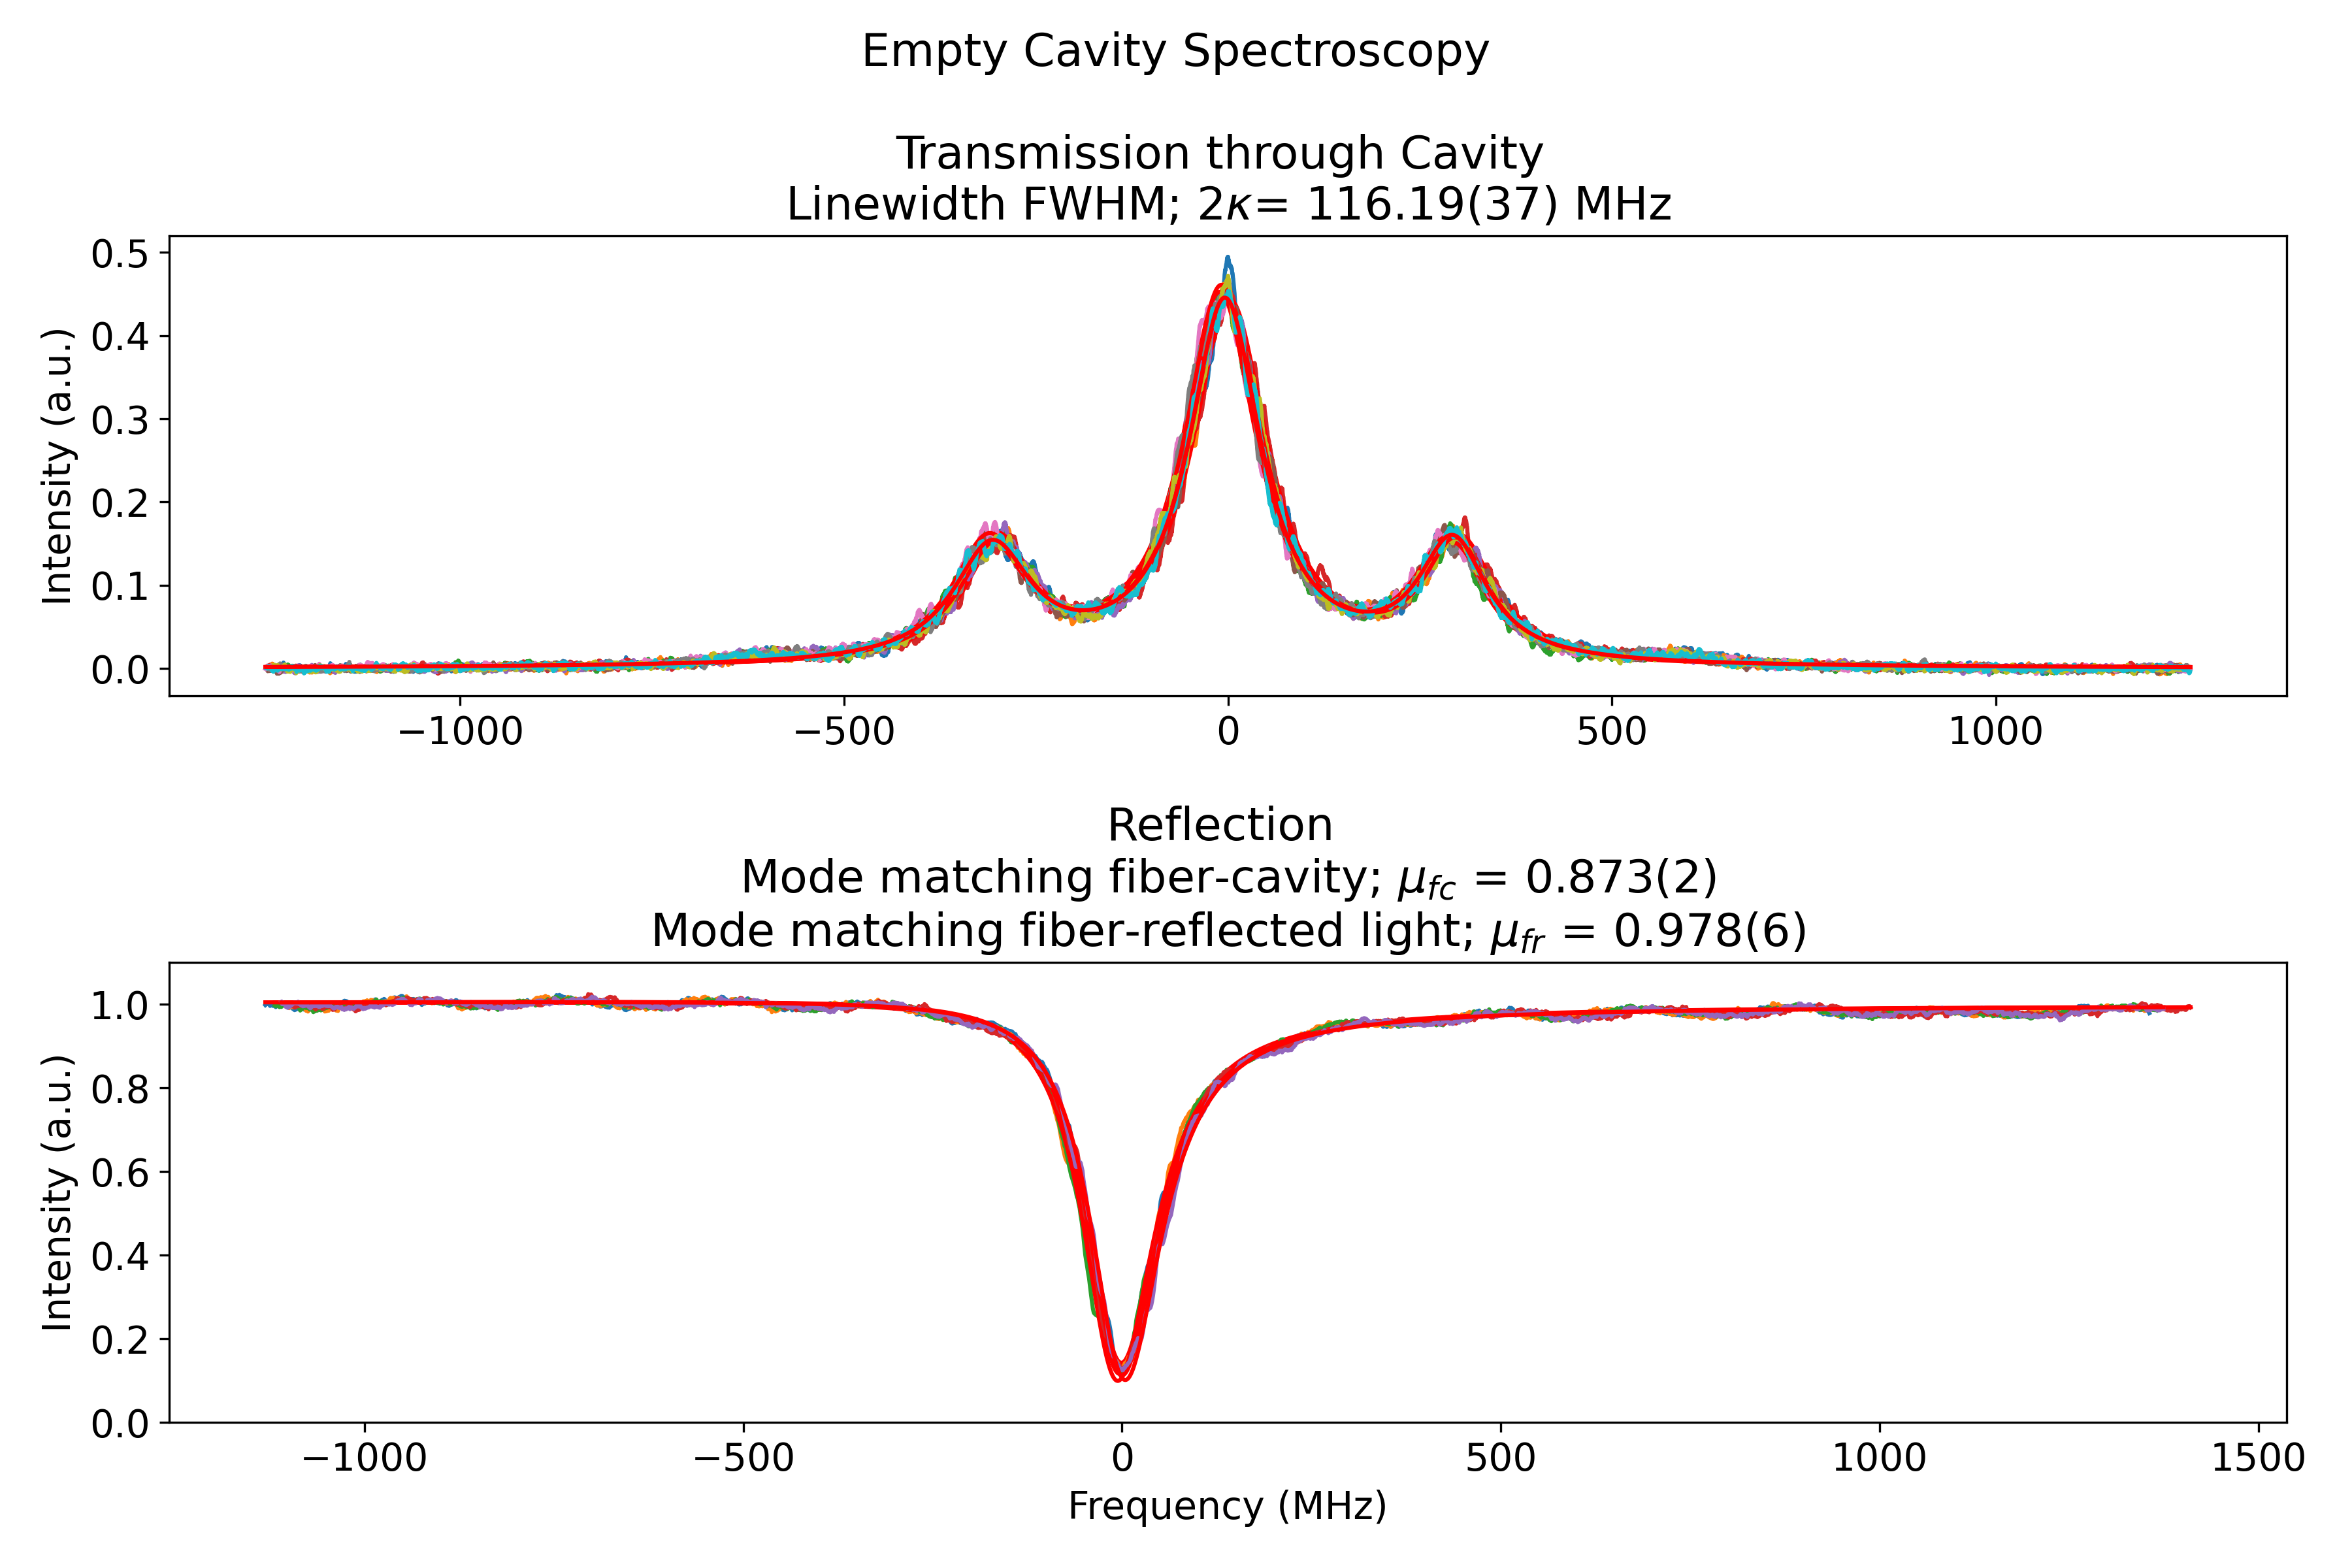 Empty Cavity Spectroscopy
Transmission through Cavity
Linewidth FWHM; 2κ= 116.19(37) MHz
Intensity (a.u.)
0.5
0.4
0.3
0.2
0.1
0.0
−1000 −500 0 500 1000
Reflection
Mode matching fiber-cavity; μfc = 0.873(2)
Mode matching fiber-reflected light; μfr = 0.978(6)
Intensity (a.u.)
1.0
0.8
0.6
0.4
0.2
0.0
−1000 −500 0 500 1000 1500
Frequency (MHz)